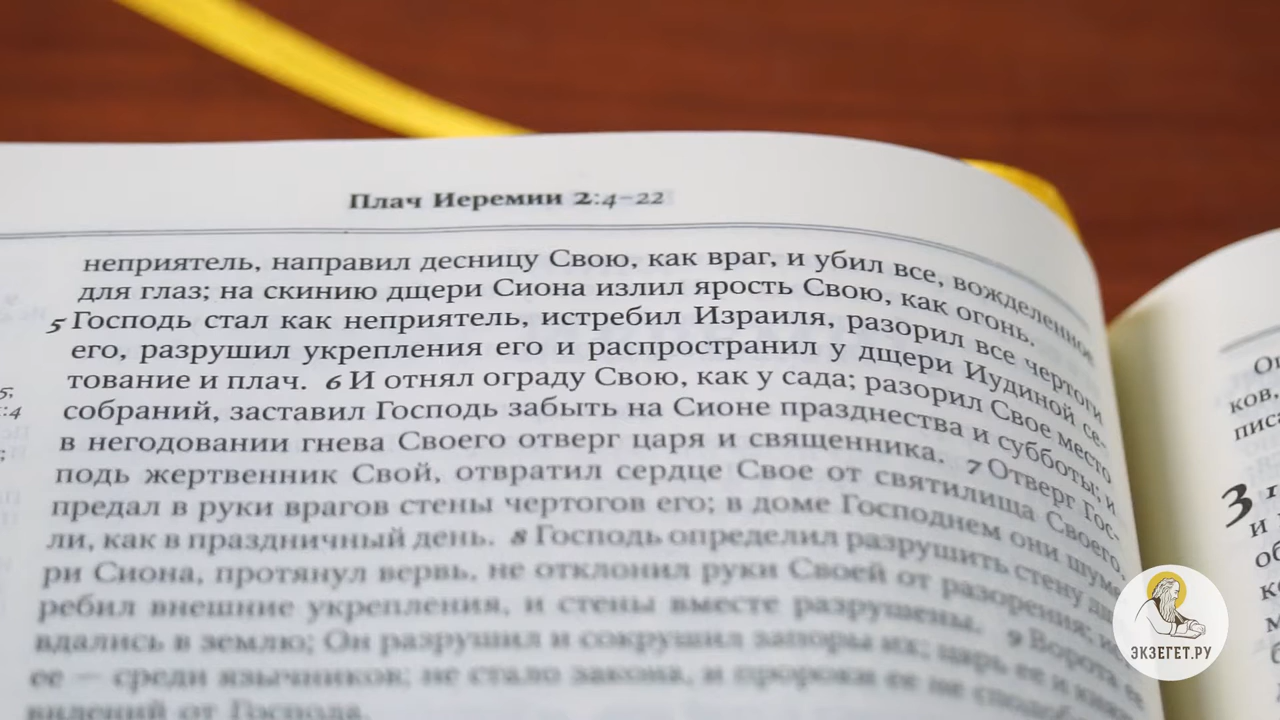 Плач Иеремии 2:4–22
неприятель, направил десницу Свою, как враг, и убил все, вожделенное
для глаз; на скинию дщери Сиона излил ярость Свою, как огонь.
5 Господь стал как неприятель, истребил Израиля, разорил все чертоги
его, разрушил укрепления его и распространил у дщери Иудиной се-
тование и плач. 6 И отнял ограду Свою, как у сада; разорил Свое место
собраний, заставил Господь забыть на Сионе празднества и субботы; и
в негодовании гнева Своего отверг царя и священника. 7 Отверг Гос-
подь жертвенник Свой, отвратил сердце Свое от святилища Своего,
предал в руки врагов стены чертогов его; в доме Господнем они шуме-
ли, как в праздничный день. 8 Господь определил разрушить стену
ри Сиона, протянул вервь, не отклонил руки Своей от разорения;
ребил внешние укрепления, и стены вместе разрушены. 9 Ворота
вдались в землю; Он разрушил и сокрушил запоры их; царь ее и
ее — среди язычников; не стало закона, и пророки ее не
видений от Господа.
5,
:4
;
ков,
3
и
ЭКЗЕГЕТ.РУ